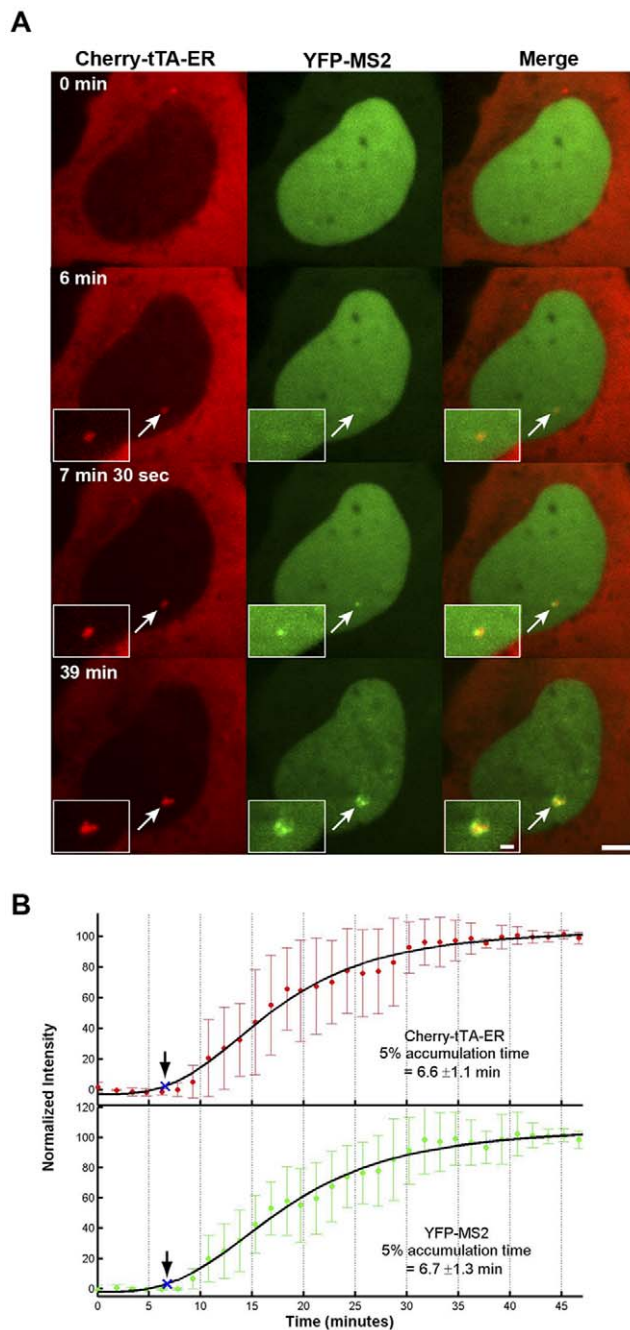 A
Cherry-tTA-ER YFP-MS2 Merge
0 min
6 min
7 min 30 sec
39 min
B
Normalized Intensity
100
80
60
40
20
0
Cherry-tTA-ER
5% accumulation time
= 6.6 ±1.1 min
120
100
80
60
40
20
0
YFP-MS2
5% accumulation time
= 6.7 ±1.3 min
0 5 10 15 20 25 30 35 40 45
Time (minutes)